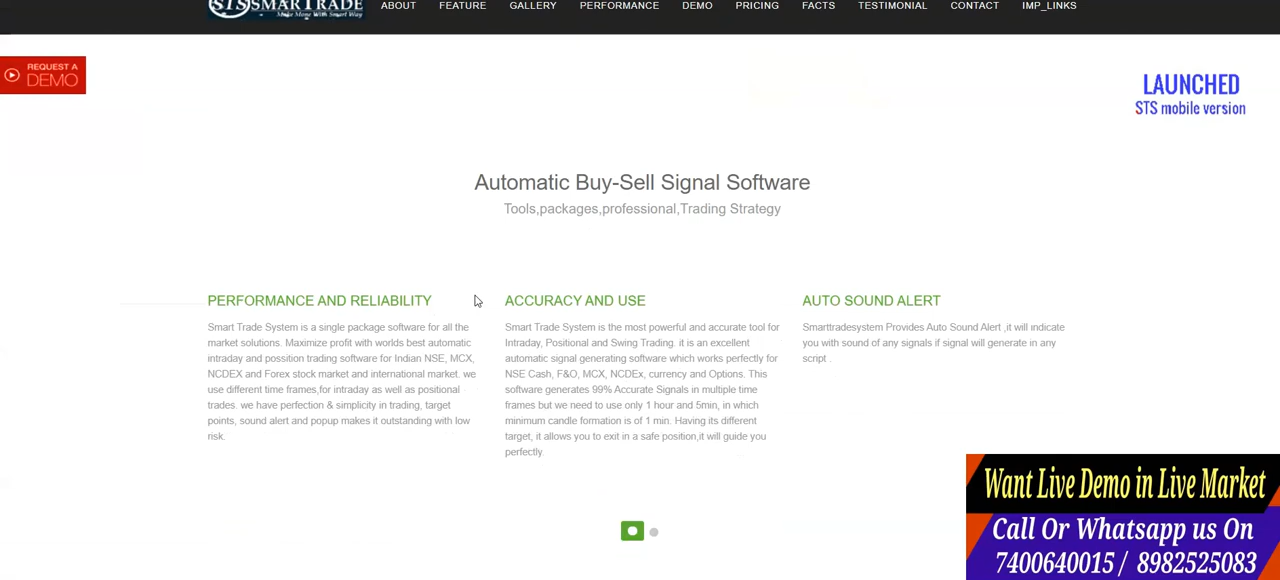 STS SMARTRADE
Make Mone With Smart Way
ABOUT FEATURE GALLERY PERFORMANCE DEMO PRICING FACTS TESTIMONIAL CONTACT IMP_LINKS
REQUEST A
DEMO
LAUNCHED
STS mobile version
Automatic Buy-Sell Signal Software
Tools,packages,professional,Trading Strategy
PERFORMANCE AND RELIABILITY
Smart Trade System is a single package software for all the
market solutions. Maximize profit with worlds best automatic
intraday and possition trading software for Indian NSE, MCX,
NCDEX and Forex stock market and international market. we
use different time frames,for intraday as well as positional
trades. we have perfection & simplicity in trading, target
points, sound alert and popup makes it outstanding with low
risk.
ACCURACY AND USE
Smart Trade System is the most powerful and accurate tool for
Intraday, Positional and Swing Trading. it is an excellent
automatic signal generating software which works perfectly for
NSE Cash, F&O, MCX, NCDEx, currency and Options. This
software generates 99% Accurate Signals in multiple time
frames but we need to use only 1 hour and 5min, in which
minimum candle formation is of 1 min. Having its different
target, it allows you to exit in a safe position,it will guide you
perfectly.
AUTO SOUND ALERT
Smarttradesystem Provides Auto Sound Alert ,it will indicate
you with sound of any signals if signal will generate in any
script .
Want Live Demo in Live Market
Call Or Whatsapp us On
7400640015 / 8982525083